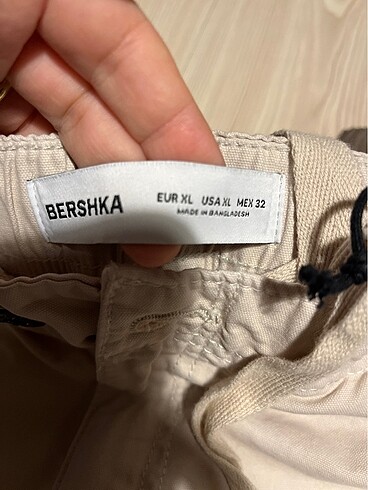 BERSHKA
EUR XL USA XL MEX 32
MADE IN BANGLADESH